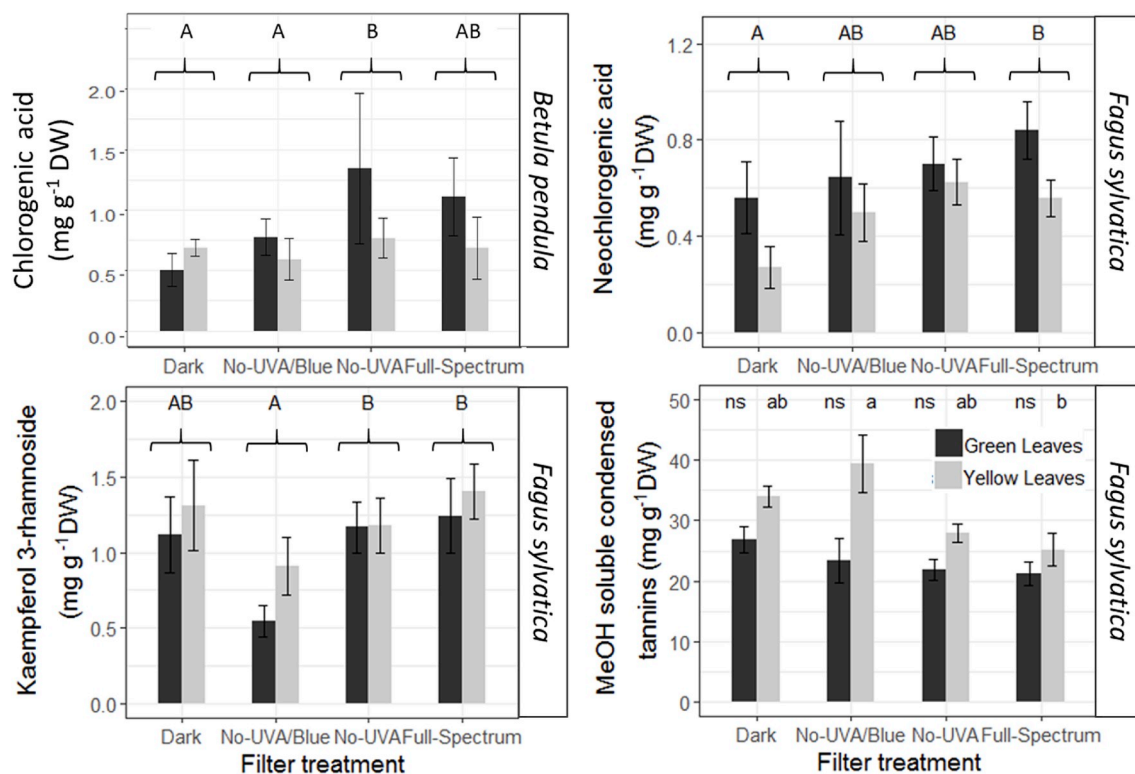 Chlorogenic acid
(mg g-1 DW)
A A B AB
2.0
1.5
1.0
0.5
0.0
Dark No-UVA/Blue No-UVA Full-Spectrum
Betula pendula
Neochlorogenic acid
(mg g -1DW)
A AB AB B
1.2
0.8
0.4
0.0
Dark No-UVA/Blue No-UVA Full-Spectrum
Fagus sylvatica
Kaempferol 3-rhamnoside
(mg g -1DW)
AB A B B
2.0
1.5
1.0
0.5
0.0
Dark No-UVA/Blue No-UVA Full-Spectrum
Filter treatment
Fagus sylvatica
MeOH soluble condensed
tannins (mg g-1DW)
ns ab ns a ns ab ns b
50
40
30
20
10
0
Green Leaves
Yellow Leaves
Dark No-UVA/Blue No-UVA Full-Spectrum
Filter treatment
Fagus sylvatica